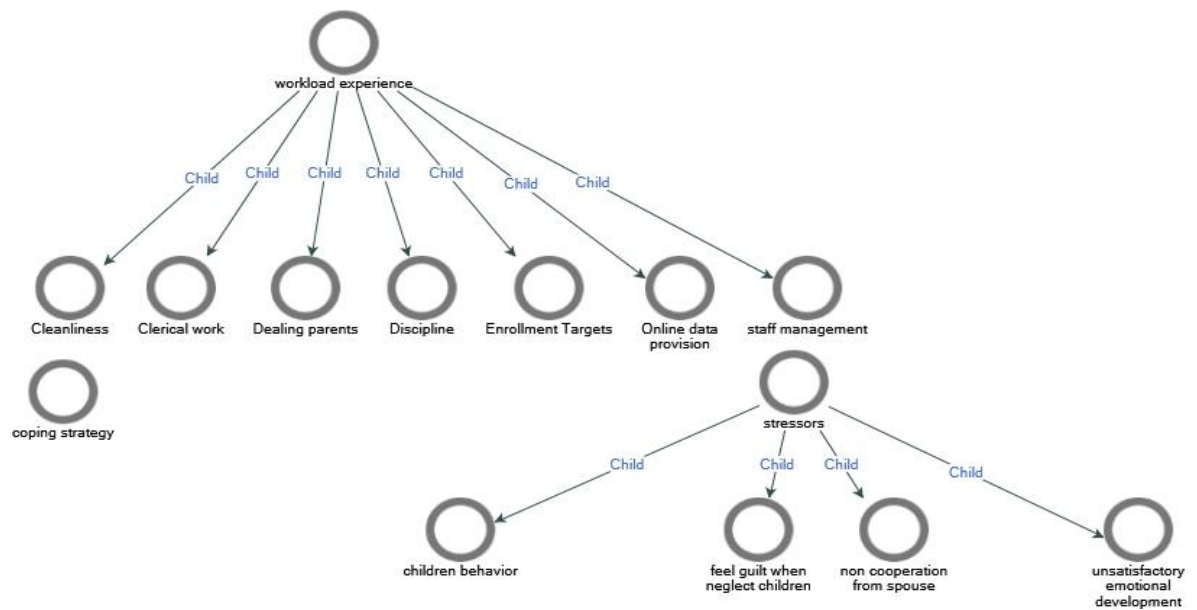 workload experience
Child
Child
Child
Child
Child
Child
Child
Cleanliness
Clerical work
Dealing parents
Discipline
Enrollment Targets
Online data
provision
staff management
coping strategy
stressors
Child
Child
Child
Child
children behavior
feel guilt when
neglect children
non cooperation
from spouse
unsatisfactory
emotional
development